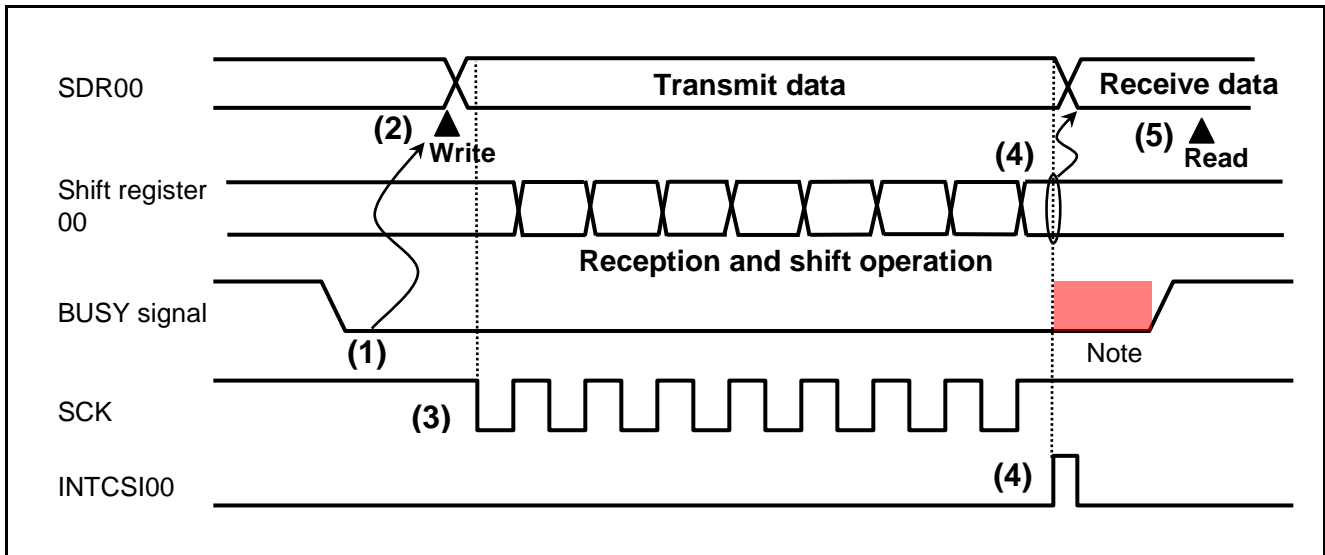 SDR00
Transmit data
Receive data
(2)
Write
(4)
(5)
Read
Shift register
00
Reception and shift operation
BUSY signal
(1)
Note
SCK
(3)
INTCSI00
(4)